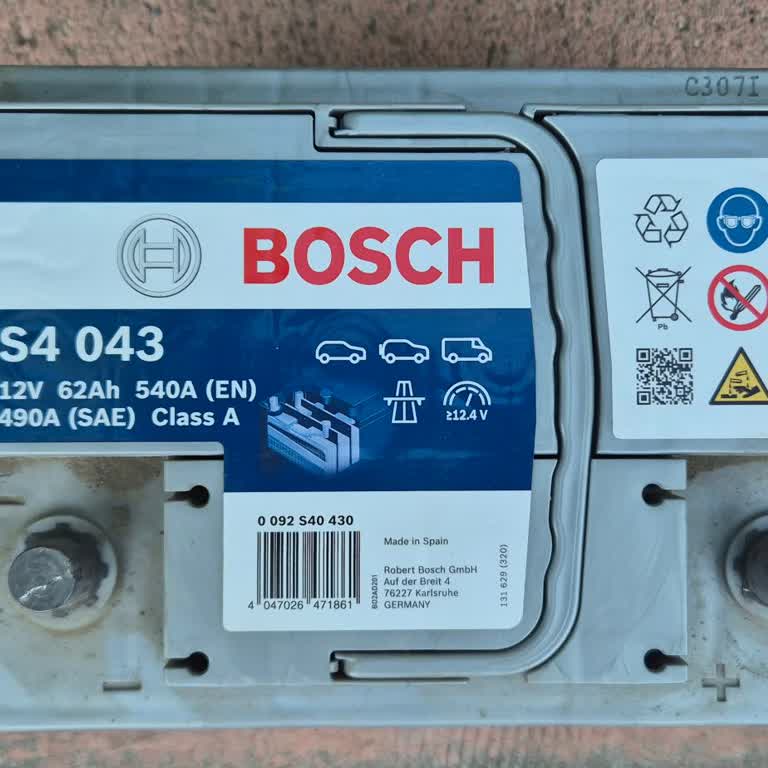 C307I
BOSCH
S4 043
12V 62Ah 540A (EN)
490A (SAE) Class A
≥12.4 V
Pb
0 092 S40 430
Made in Spain
Robert Bosch GmbH
Auf der Breit 4
76227 Karlsruhe
GERMANY
4 047026 471861
802AD201
131 629 (320)
- +